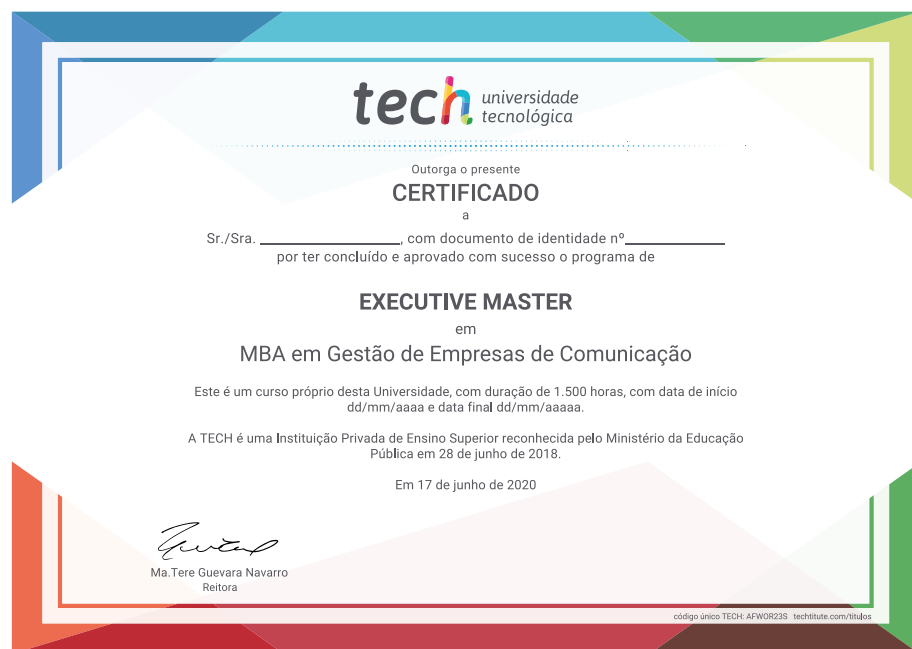 tech universidade
tecnológica
Outorga o presente
CERTIFICADO
a
Sr./Sra. ____________________, com documento de identidade nº______________
por ter concluído e aprovado com sucesso o programa de
EXECUTIVE MASTER
em
MBA em Gestão de Empresas de Comunicação
Este é um curso próprio desta Universidade, com duração de 1.500 horas, com data de início
dd/mm/aaaa e data final dd/mm/aaaaa.
A TECH é uma Instituição Privada de Ensino Superior reconhecida pelo Ministério da Educação
Pública em 28 de junho de 2018.
Em 17 de junho de 2020
Ma.Tere Guevara Navarro
Reitora
código único TECH: AFWOR23S techtitute.com/titulos